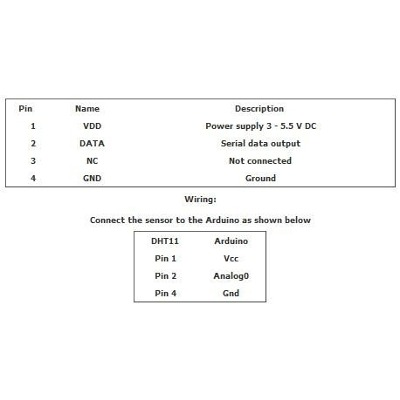 Pin Name Description
1 VDD Power supply 3 - 5.5 V DC
2 DATA Serial data output
3 NC Not connected
4 GND Ground
Wiring:
Connect the sensor to the Arduino as shown below
DHT11 Arduino
Pin 1 Vcc
Pin 2 Analog0
Pin 4 Gnd